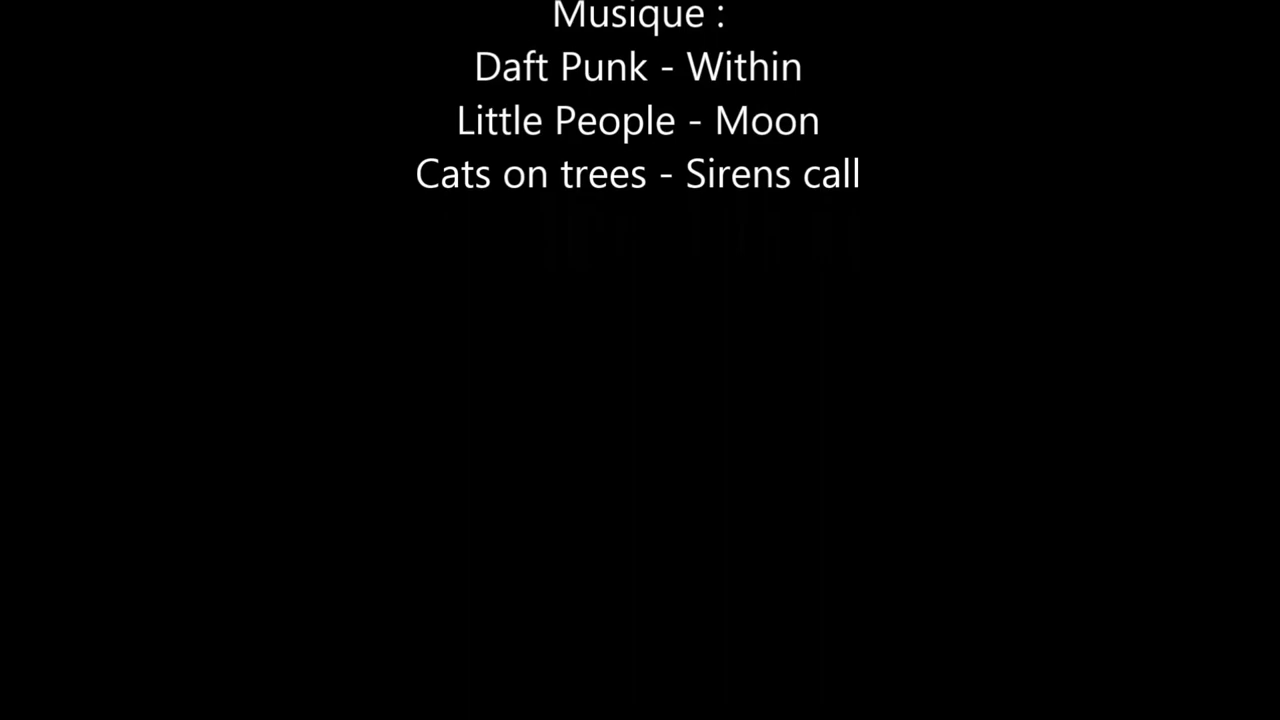 Musique :
Daft Punk - Within
Little People - Moon
Cats on trees - Sirens call